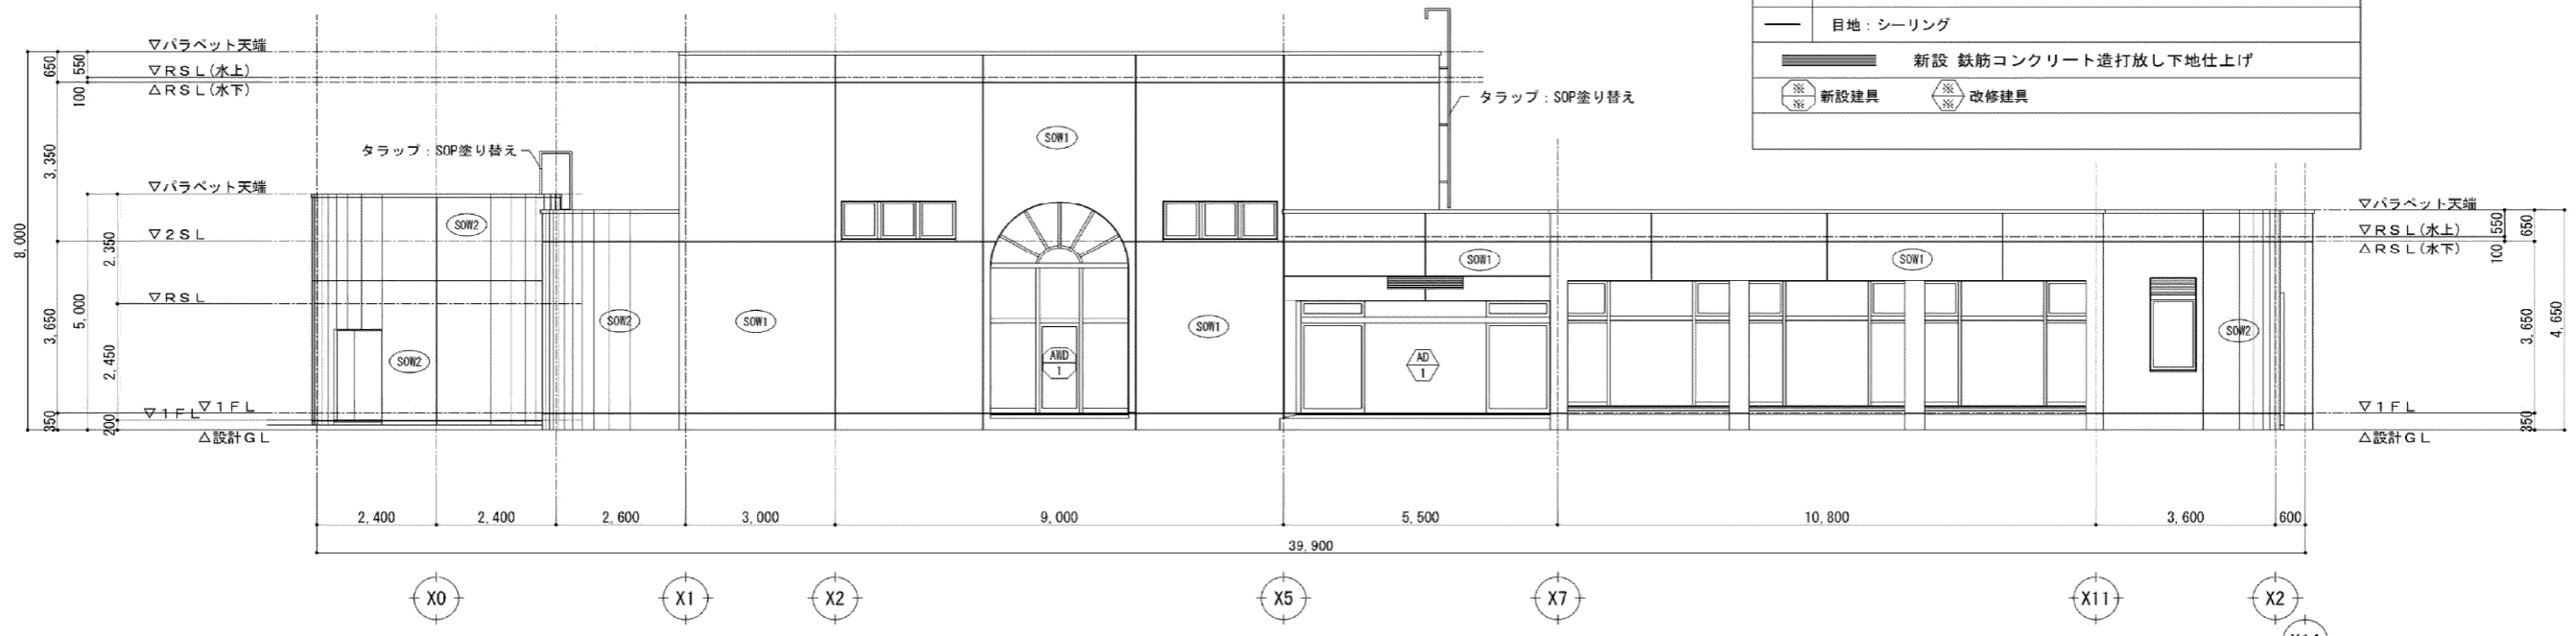 目地：シーリング
新設 鉄筋コンクリート造打放し下地仕上げ
※
※
新設建具
※
※
改修建具
▽パラペット天端
▽ＲＳＬ(水上)
△ＲＳＬ(水下)
タラップ：SOP塗り替え
タラップ：SOP塗り替え
▽パラペット天端
▽２ＳＬ
▽ＲＳＬ
▽１ＦＬ
▽１ＦＬ
△設計ＧＬ
8,000
650
3,350
3,650
350
550
100
5,000
2,350
2,450
200
SOW2
SOW2
SOW2
SOW1
SOW1
SOW1
SOW1
SOW1
SOW2
AWD
1
AD
1
▽パラペット天端
▽ＲＳＬ(水上)
△ＲＳＬ(水下)
▽１ＦＬ
△設計ＧＬ
550
100
650
3,650
350
4,650
2,400
2,400
2,600
3,000
9,000
5,500
10,800
3,600
600
39,900
X0
X1
X2
X5
X7
X11
X2